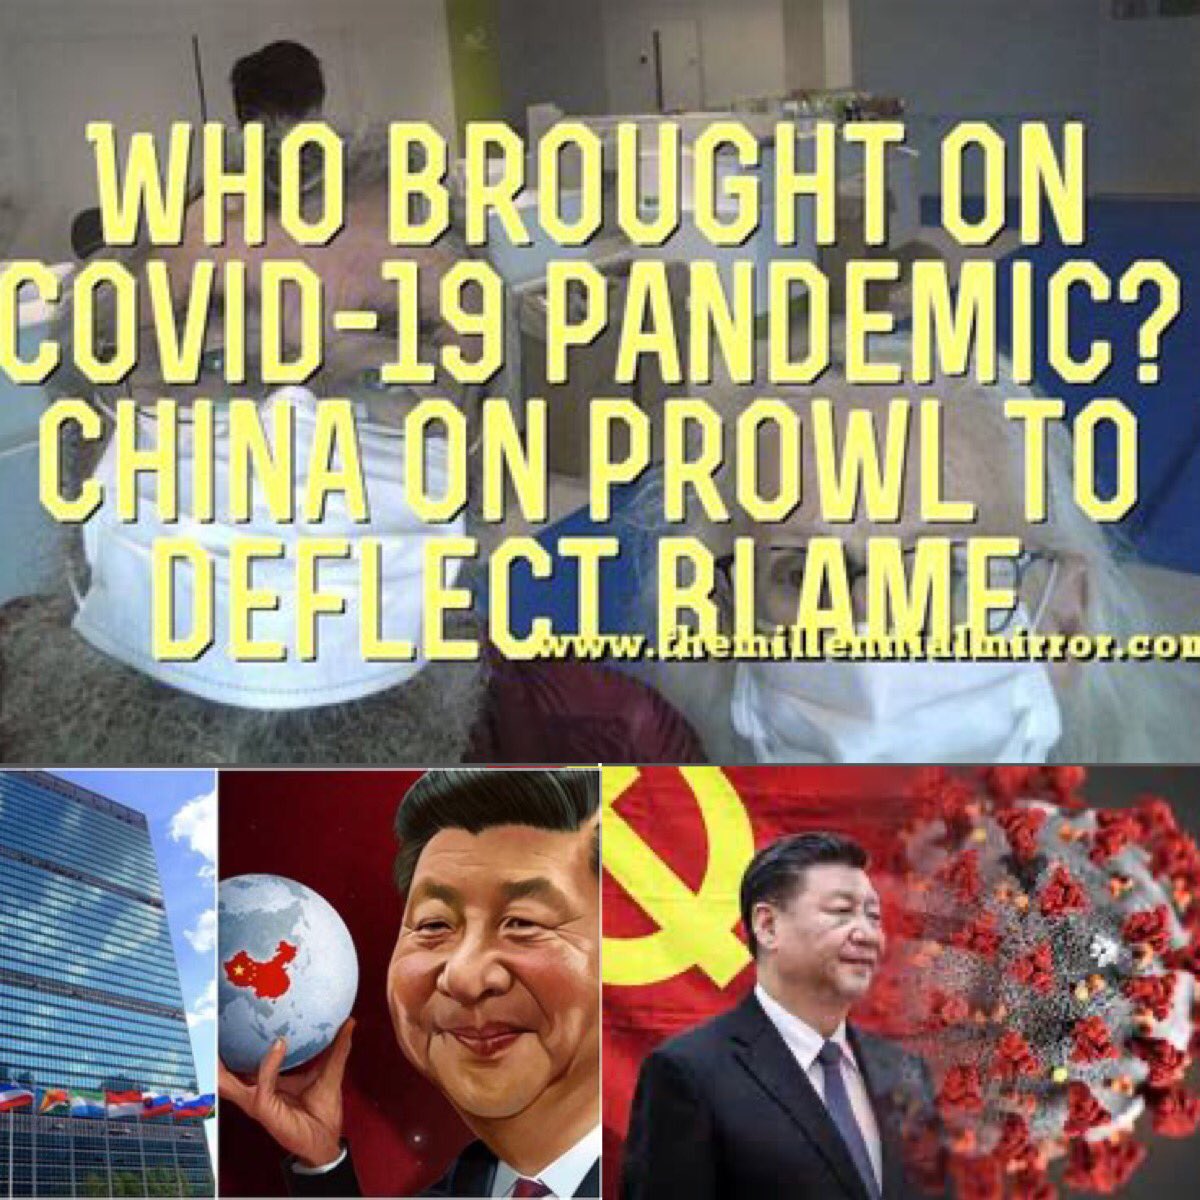 WHO BROUGHT ON
COVID-19 PANDEMIC?
CHINA ON PROWL TO
DEFLECT BLAME
www.themillennialmirror.com